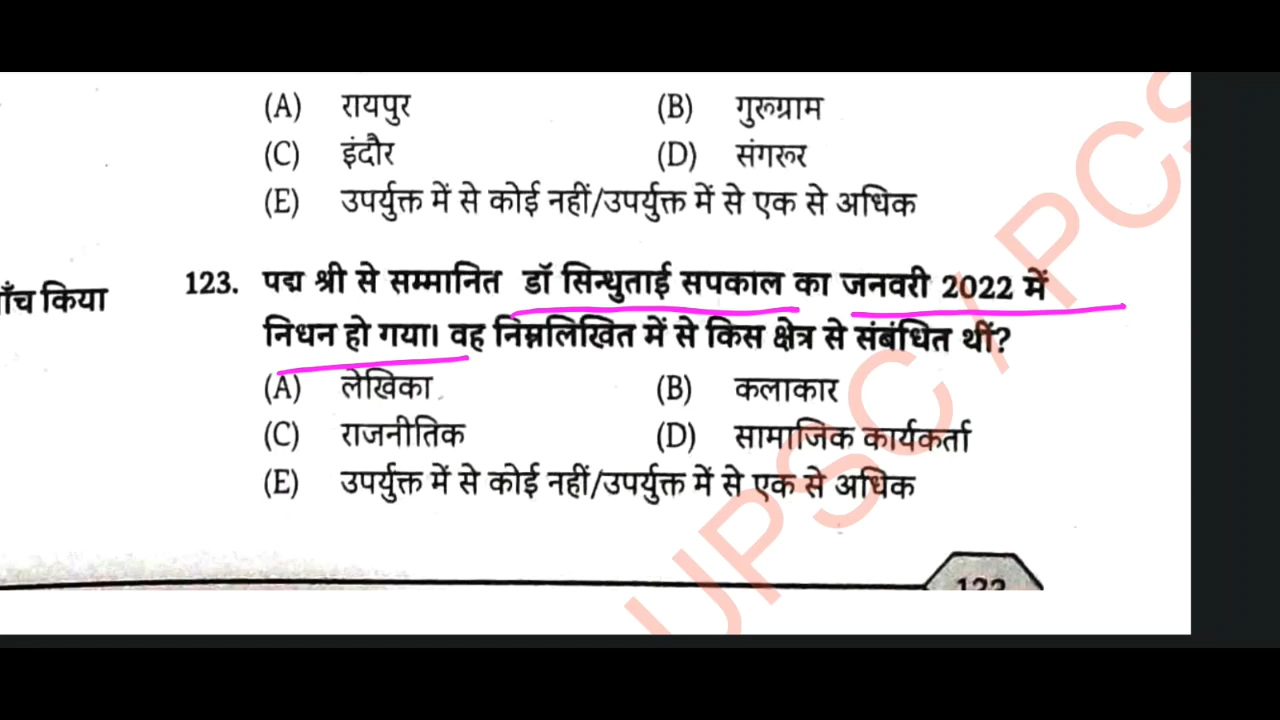 (A) रायपुर (B) गुरुग्राम
(C) इंदौर (D) संगरूर
(E) उपर्युक्त में से कोई नहीं/उपर्युक्त में से एक से अधिक
ाँच किया
123. पद्म श्री से सम्मानित डॉ सिन्धुताई सपकाल का जनवरी 2022 में
निधन हो गया। वह निम्नलिखित में से किस क्षेत्र से संबंधित थीं?
(A) लेखिका (B) कलाकार
(C) राजनीतिक (D) सामाजिक कार्यकर्ता
(E) उपर्युक्त में से कोई नहीं/उपर्युक्त में से एक से अधिक
UPSC / PCS